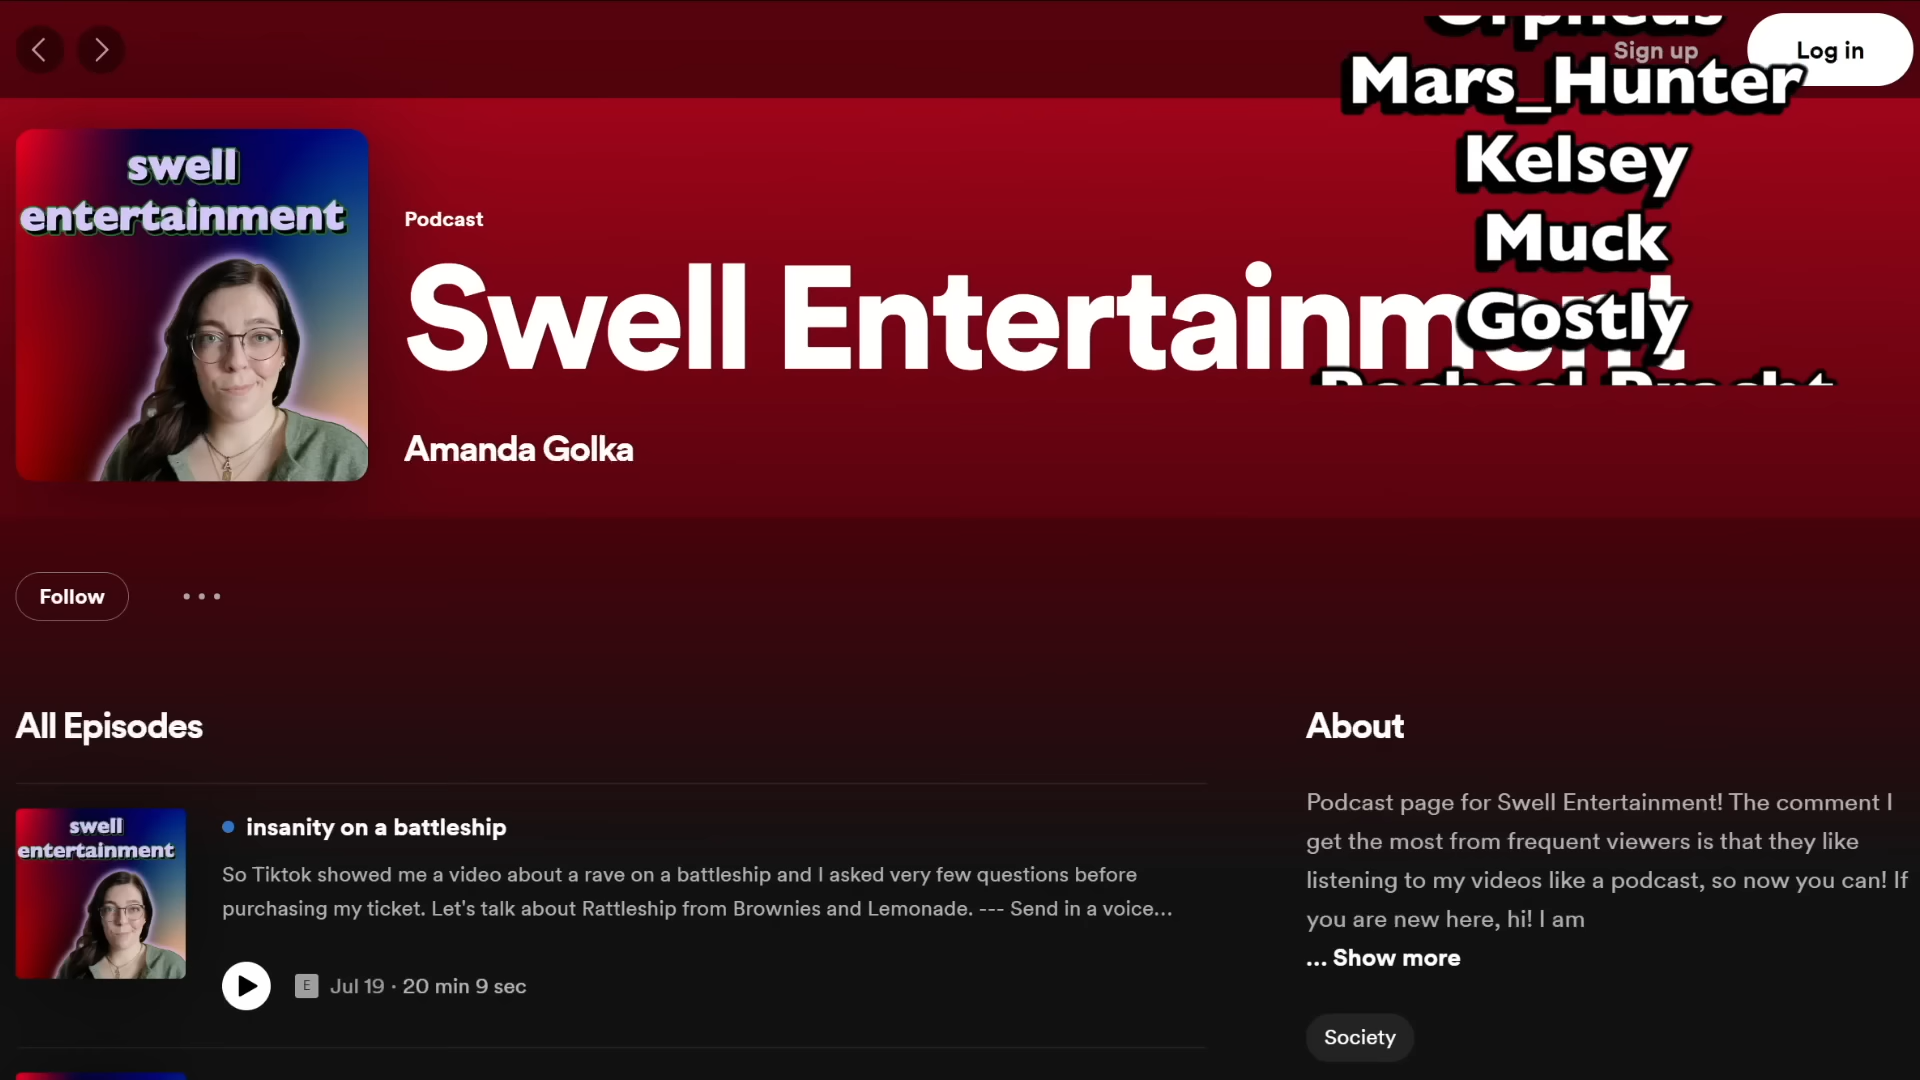 Orpheus
Sign up
Log in
Mars_Hunter
Kelsey
Muck
Gostly
swell
entertainment
Podcast
Swell Entertainment
Amanda Golka
Follow
All Episodes
About
swell
entertainment
insanity on a battleship
So Tiktok showed me a video about a rave on a battleship and I asked very few questions before
purchasing my ticket. Let's talk about Rattleship from Brownies and Lemonade. --- Send in a voice...
E Jul 19 · 20 min 9 sec
Podcast page for Swell Entertainment! The comment I
get the most from frequent viewers is that they like
listening to my videos like a podcast, so now you can! If
you are new here, hi! I am
... Show more
Society